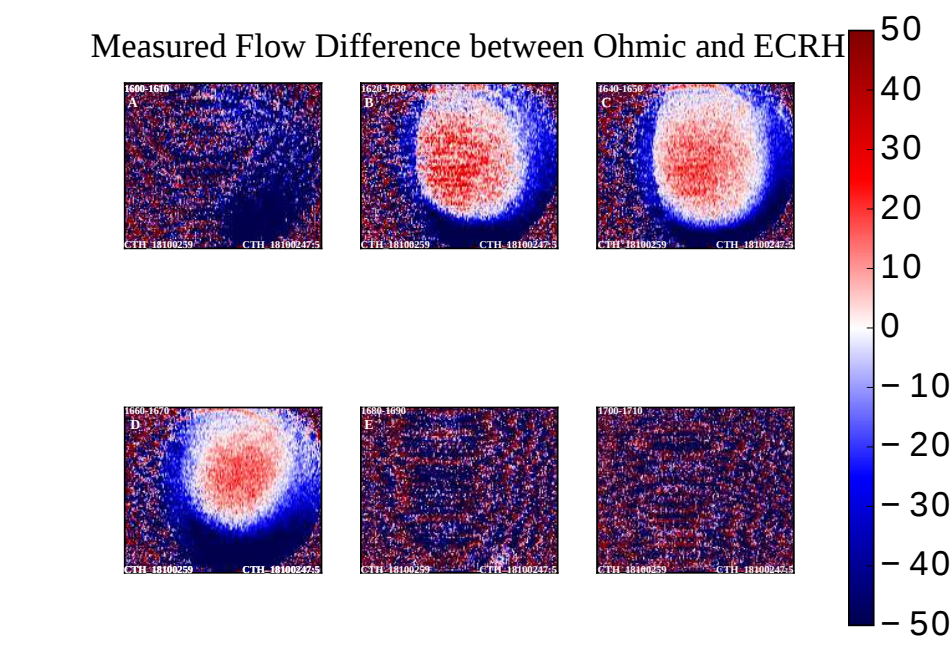 Measured Flow Difference between Ohmic and ECRH
1600-1610
A
CTH_18100259 CTH_18100247:5
1620-1630
B
CTH_18100259 CTH_18100247:5
1640-1650
C
CTH_18100259 CTH_18100247:5
1660-1670
D
CTH_18100259 CTH_18100247:5
1680-1690
E
CTH_18100259 CTH_18100247:5
1700-1710
CTH_18100259 CTH_18100247:5
50
40
30
20
10
0
−10
−20
−30
−40
−50